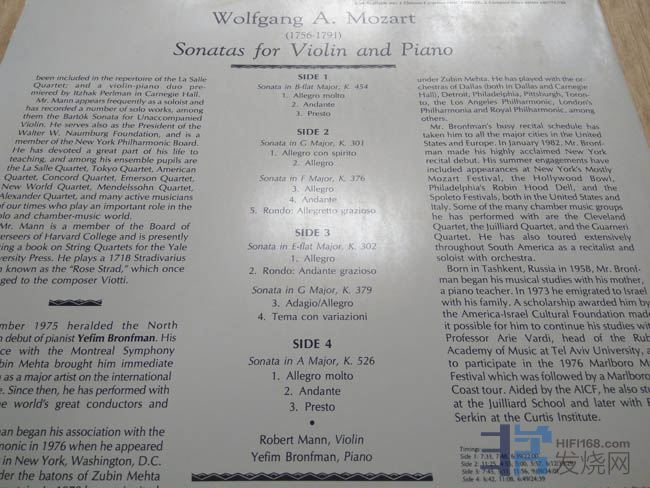 Wolfgang A. Mozart
(1756-1791)
Sonatas for Violin and Piano
been included in the repertoire of the La Salle
Quartet; and a violin-piano duo pre-
miered by Itzhak Perlman in Carnegie Hall.
Mr. Mann appears frequently as a soloist and
has recorded a number of solo works, among
them the Bartók Sonata for Unaccompanied
Violin. He serves also as the President of the
Walter W. Naumburg Foundation, and is a
member of the New York Philharmonic Board.
He has devoted a great part of his life to
teaching, and among his ensemble pupils are
the La Salle Quartet, Tokyo Quartet, American
Quartet, Concord Quartet, Emerson Quartet,
New World Quartet, Mendelssohn Quartet,
Alexander Quartet, and many active musicians
of our times who play an important role in the
solo and chamber-music world.
Mr. Mann is a member of the Board of
erseers of Harvard College and is presently
ting a book on String Quartets for the Yale
versity Press. He plays a 1718 Stradivarius
n known as the "Rose Strad," which once
nged to the composer Viotti.
mber 1975 heralded the North
n debut of pianist Yefim Bronfman. His
ce with the Montreal Symphony
bin Mehta brought him immediate
n as a major artist on the international
e. Since then, he has performed with
he world's great conductors and
man began his association with the
monic in 1976 when he appeared
in New York, Washington, D.C.
der the batons of Zubin Mehta
SIDE 1
Sonata in B-flat Major, K. 454
1. Allegro molto
2. Andante
3. Presto
SIDE 2
Sonata in G Major, K. 301
1. Allegro con spirito
2. Allegro
Sonata in F Major, K. 376
3. Allegro
4. Andante
5. Rondo: Allegretto grazioso
SIDE 3
Sonata in E-flat Major, K. 302
1. Allegro
2. Rondo: Andante grazioso
Sonata in G Major, K. 379
3. Adagio/Allegro
4. Tema con variazioni
SIDE 4
Sonata in A Major, K. 526
1. Allegro molto
2. Andante
3. Presto
•
Robert Mann, Violin
Yefim Bronfman, Piano
under Zubin Mehta. He has played with the or-
chestras of Dallas (both in Dallas and Carnegie
Hall), Detroit, Philadelphia, Pittsburgh, Toron-
to, the Los Angeles Philharmonic, London's
Philharmonia and Royal Philharmonic, among
others.
Mr. Bronfman's busy recital schedule has
taken him to all the major cities in the United
States and Europe. In January 1982, Mr. Bronf-
man made his highly acclaimed New York
recital debut. His summer engagements have
included appearances at New York's Mostly
Mozart Festival, the Hollywood Bowl,
Philadelphia's Robin Hood Dell, and the
Spoleto Festivals, both in the United States and
Italy. Some of the many chamber music groups
he has performed with are the Cleveland
Quartet, the Juilliard Quartet, and the Guarneri
Quartet. He has also toured extensively
throughout South America as a recitalist and
soloist with orchestra.
Born in Tashkent, Russia in 1958, Mr. Bronf-
man began his musical studies with his mother,
a piano teacher. In 1973 he emigrated to Israel
with his family. A scholarship awarded him by
the America-Israel Cultural Foundation made
it possible for him to continue his studies with
Professor Arie Vardi, head of the Rub
Academy of Music at Tel Aviv University, a
to participate in the 1976 Marlboro M
Festival which was followed by a Marlboro
Coast tour. Aided by the AICF, he also stu
at the Juilliard School and later with R
Serkin at the Curtis Institute.
Timings
Side 1:
Side 2:
Side 3:
Side 4:
HIFI168.com
发烧网